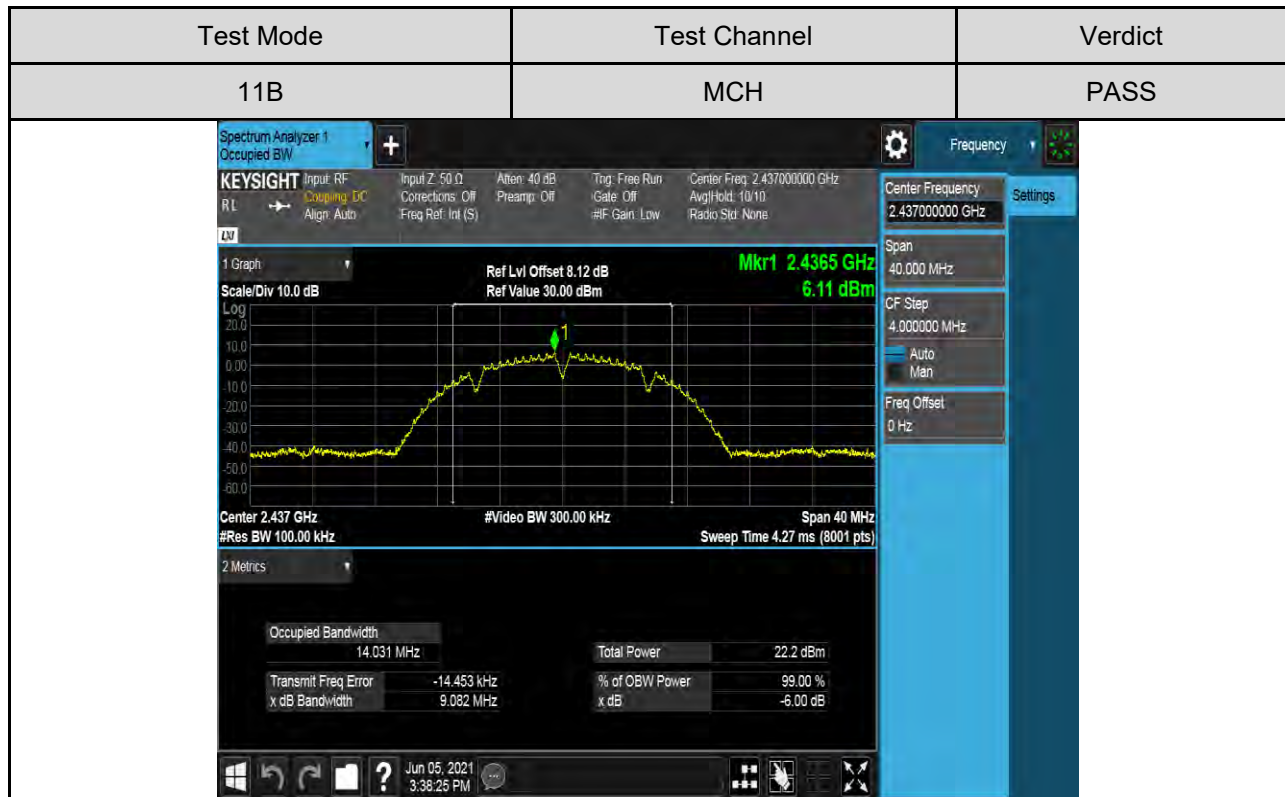 Test Mode Test Channel Verdict
11B MCH PASS
Spectrum Analyzer 1
Occupied BW
+
Frequency
KEYSIGHT Input: RF Input Z: 50 Ω Atten: 40 dB Trig: Free Run Center Freq: 2.437000000 GHz
RL Coupling: DC Corrections: Off Preamp: Off Gate: Off Avg|Hold: 10/10
Align: Auto Freq Ref: Int (S) #IF Gain: Low Radio Std: None
LXI
Center Frequency
2.437000000 GHz
Settings
Span
40.000 MHz
CF Step
4.000000 MHz
Auto
Man
Freq Offset
0 Hz
1 Graph
Ref Lvl Offset 8.12 dB
Mkr1 2.4365 GHz
Scale/Div 10.0 dB Ref Value 30.00 dBm 6.11 dBm
Log
20.0
10.0
0.00
-10.0
-20.0
-30.0
-40.0
-50.0
-60.0
1
Center 2.437 GHz #Video BW 300.00 kHz Span 40 MHz
#Res BW 100.00 kHz Sweep Time 4.27 ms (8001 pts)
2 Metrics
Occupied Bandwidth
14.031 MHz Total Power 22.2 dBm
Transmit Freq Error -14.453 kHz % of OBW Power 99.00 %
x dB Bandwidth 9.082 MHz x dB -6.00 dB
? Jun 05, 2021
3:38:25 PM